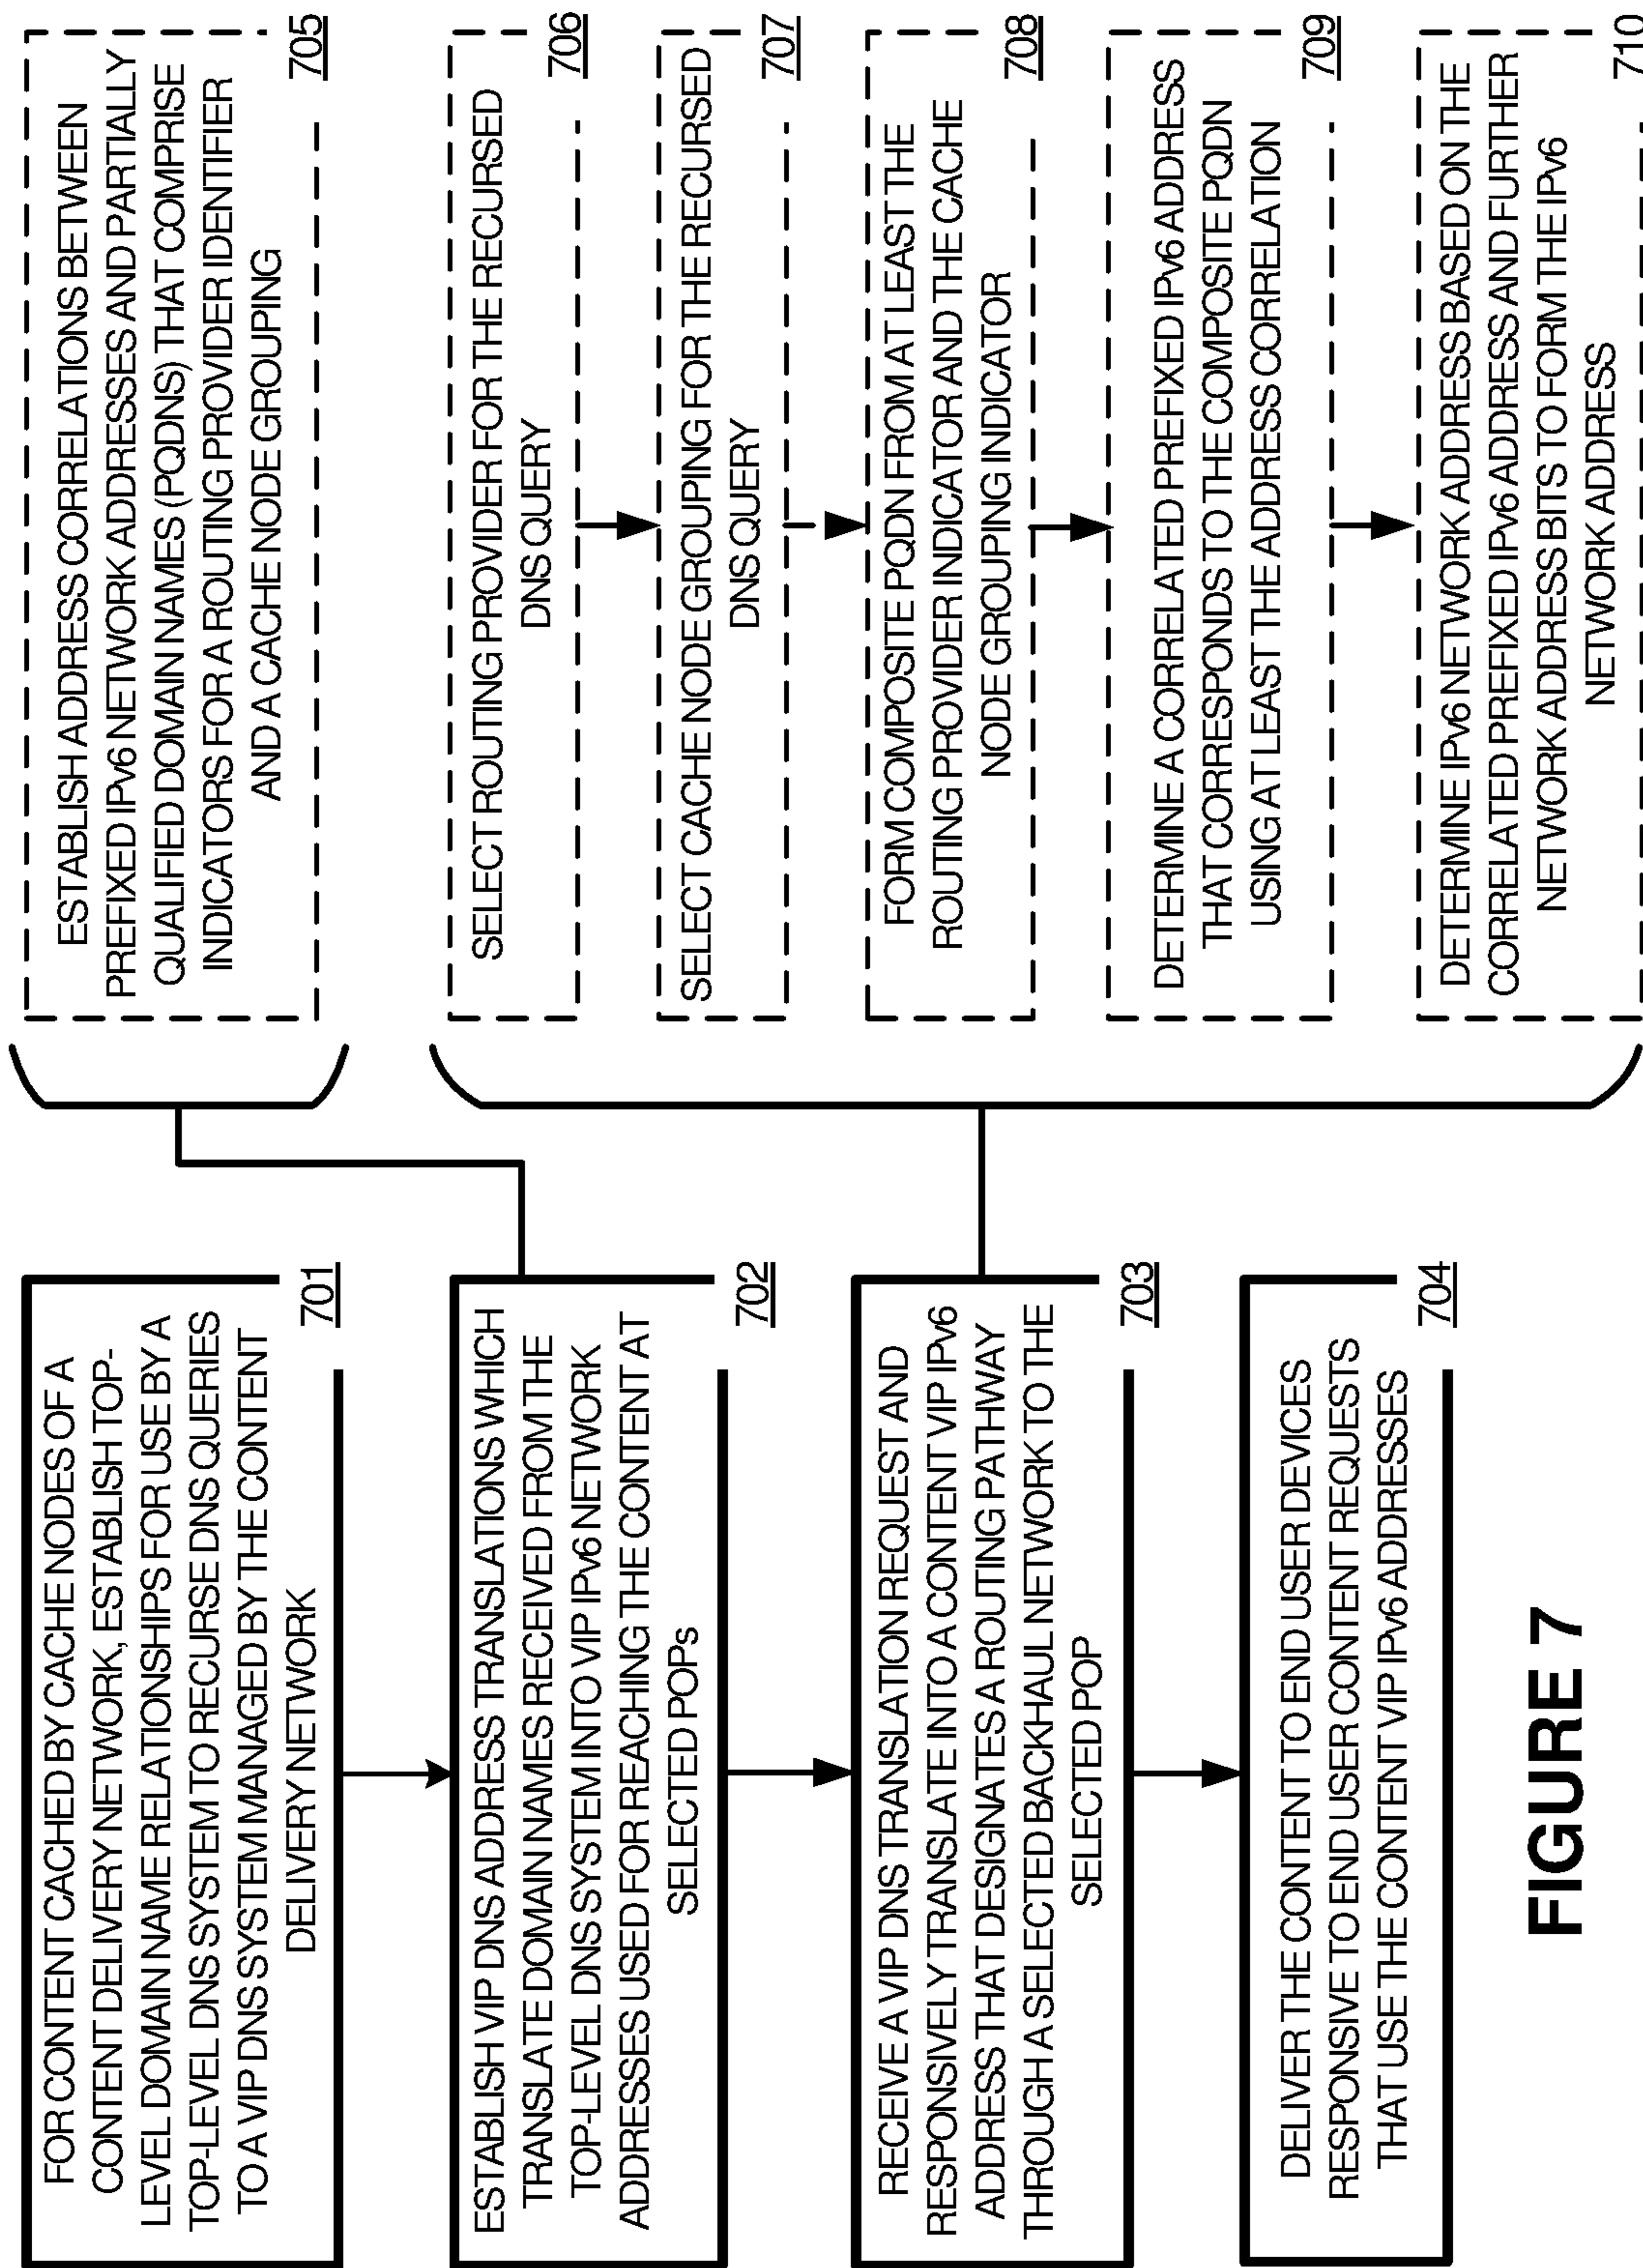 FOR CONTENT CACHED BY CACHE NODES OF A
CONTENT DELIVERY NETWORK, ESTABLISH TOP-
LEVEL DOMAIN NAME RELATIONSHIPS FOR USE BY A
TOP-LEVEL DNS SYSTEM TO RECURSE DNS QUERIES
TO A VIP DNS SYSTEM MANAGED BY THE CONTENT
DELIVERY NETWORK
701
ESTABLISH VIP DNS ADDRESS TRANSLATIONS WHICH
TRANSLATE DOMAIN NAMES RECEIVED FROM THE
TOP-LEVEL DNS SYSTEM INTO VIP IPv6 NETWORK
ADDRESSES USED FOR REACHING THE CONTENT AT
SELECTED POPs
702
RECEIVE A VIP DNS TRANSLATION REQUEST AND
RESPONSIVELY TRANSLATE INTO A CONTENT VIP IPv6
ADDRESS THAT DESIGNATES A ROUTING PATHWAY
THROUGH A SELECTED BACKHAUL NETWORK TO THE
SELECTED POP
703
DELIVER THE CONTENT TO END USER DEVICES
RESPONSIVE TO END USER CONTENT REQUESTS
THAT USE THE CONTENT VIP IPv6 ADDRESSES
704
ESTABLISH ADDRESS CORRELATIONS BETWEEN
PREFIXED IPv6 NETWORK ADDRESSES AND PARTIALLY
QUALIFIED DOMAIN NAMES (PQDNS) THAT COMPRISE
INDICATORS FOR A ROUTING PROVIDER IDENTIFIER
AND A CACHE NODE GROUPING
705
SELECT ROUTING PROVIDER FOR THE RECURSED
DNS QUERY
706
SELECT CACHE NODE GROUPING FOR THE RECURSED
DNS QUERY
707
FORM COMPOSITE PQDN FROM AT LEAST THE
ROUTING PROVIDER INDICATOR AND THE CACHE
NODE GROUPING INDICATOR
708
DETERMINE A CORRELATED PREFIXED IPv6 ADDRESS
THAT CORRESPONDS TO THE COMPOSITE PQDN
USING AT LEAST THE ADDRESS CORRELATION
709
DETERMINE IPv6 NETWORK ADDRESS BASED ON THE
CORRELATED PREFIXED IPv6 ADDRESS AND FURTHER
NETWORK ADDRESS BITS TO FORM THE IPV6
NETWORK ADDRESS
710
FIGURE 7